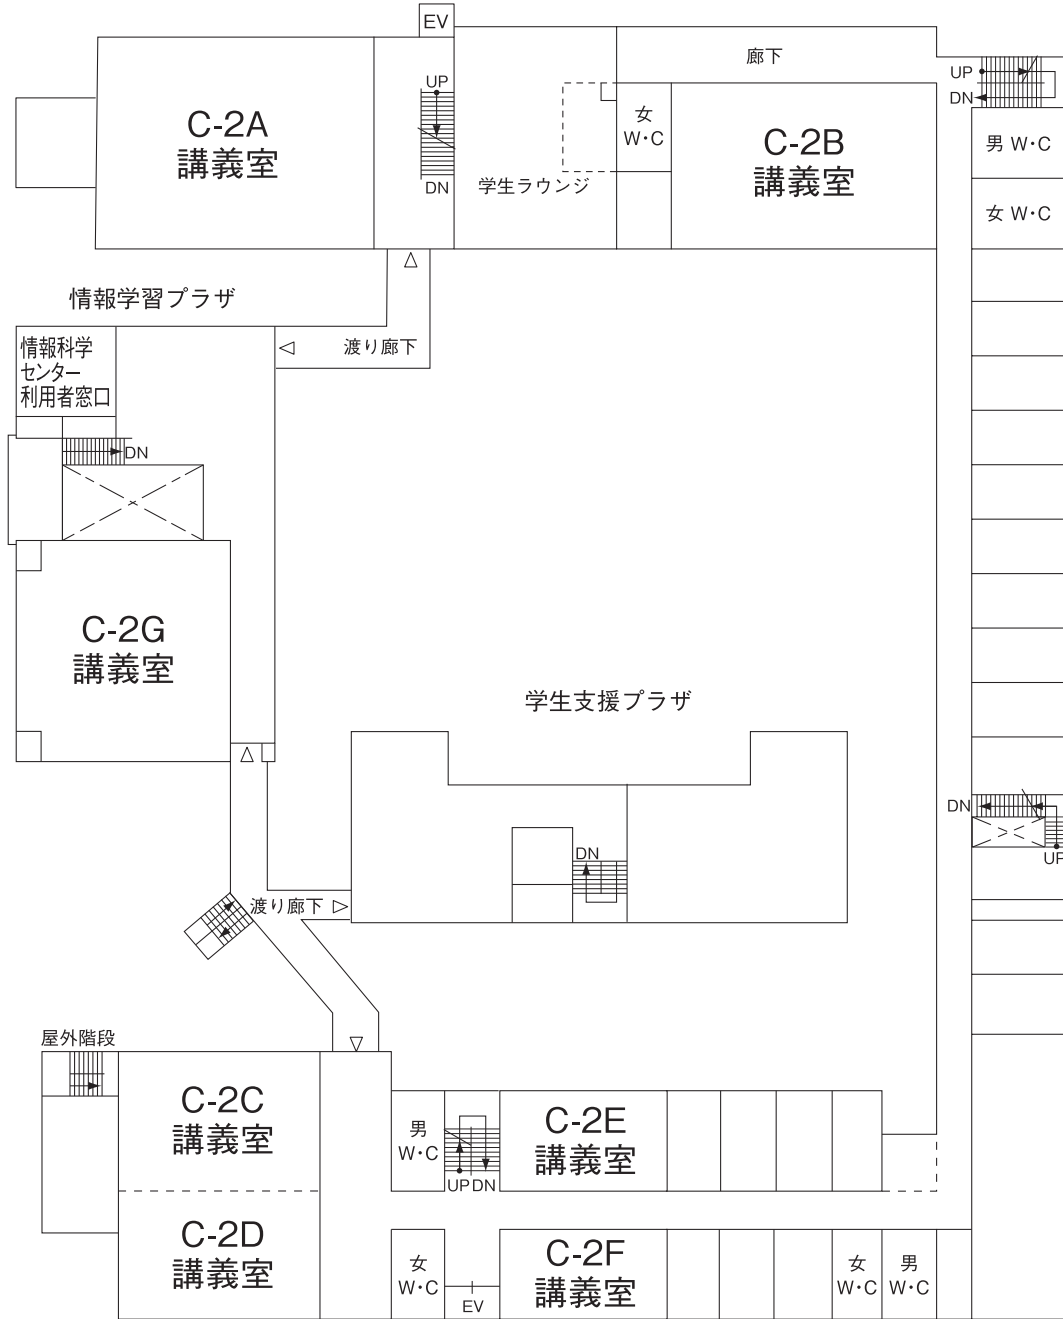 EV
廊下
UP
DN
UP
DN
C-2A
講義室
女
W・C
C-2B
講義室
男 W・C
女 W・C
学生ラウンジ
情報学習プラザ
渡り廊下
情報科学
センター
利用者窓口
DN
C-2G
講義室
学生支援プラザ
DN
UP
DN
渡り廊下
屋外階段
C-2C
講義室
男
W・C
UP DN
C-2E
講義室
C-2D
講義室
女
W・C
EV
C-2F
講義室
女
W・C
男
W・C